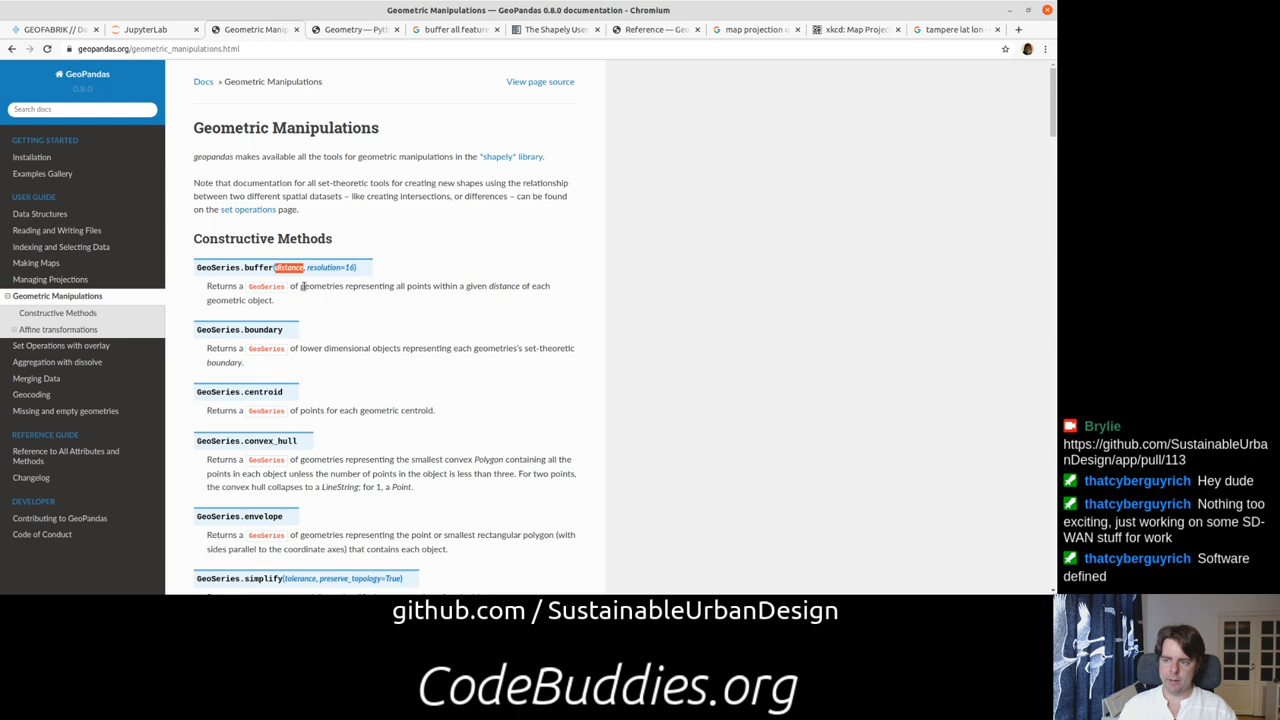 Geometric Manipulations — GeoPandas 0.8.0 documentation - Chromium
GEOFABRIK // Do
JupyterLab
Geometric Manip
Geometry — Pyt
buffer all feature
The Shapely User
Reference — Geo
map projection o
xkcd: Map Projec
tampere lat lon -
geopandas.org/geometric_manipulations.html
GeoPandas
0.8.0
Search docs
GETTING STARTED
Installation
Examples Gallery
USER GUIDE
Data Structures
Reading and Writing Files
Indexing and Selecting Data
Making Maps
Managing Projections
Geometric Manipulations
Constructive Methods
Affine transformations
Set Operations with overlay
Aggregation with dissolve
Merging Data
Geocoding
Missing and empty geometries
REFERENCE GUIDE
Reference to All Attributes and
Methods
Changelog
DEVELOPER
Contributing to GeoPandas
Code of Conduct
Docs » Geometric Manipulations
View page source
Geometric Manipulations
geopandas makes available all the tools for geometric manipulations in the *shapely* library.
Note that documentation for all set-theoretic tools for creating new shapes using the relationship
between two different spatial datasets – like creating intersections, or differences – can be found
on the set operations page.
Constructive Methods
GeoSeries.buffer(distance, resolution=16)
Returns a GeoSeries of geometries representing all points within a given distance of each
geometric object.
GeoSeries.boundary
Returns a GeoSeries of lower dimensional objects representing each geometries's set-theoretic
boundary.
GeoSeries.centroid
Returns a GeoSeries of points for each geometric centroid.
GeoSeries.convex_hull
Returns a GeoSeries of geometries representing the smallest convex Polygon containing all the
points in each object unless the number of points in the object is less than three. For two points,
the convex hull collapses to a LineString; for 1, a Point.
GeoSeries.envelope
Returns a GeoSeries of geometries representing the point or smallest rectangular polygon (with
sides parallel to the coordinate axes) that contains each object.
GeoSeries.simplify(tolerance, preserve_topology=True)
Brylie
https://github.com/SustainableUrba
nDesign/app/pull/113
thatcyberguyrich Hey dude
thatcyberguyrich Nothing too
exciting, just working on some SD-
WAN stuff for work
thatcyberguyrich Software
defined
github.com / SustainableUrbanDesign
CodeBuddies.org